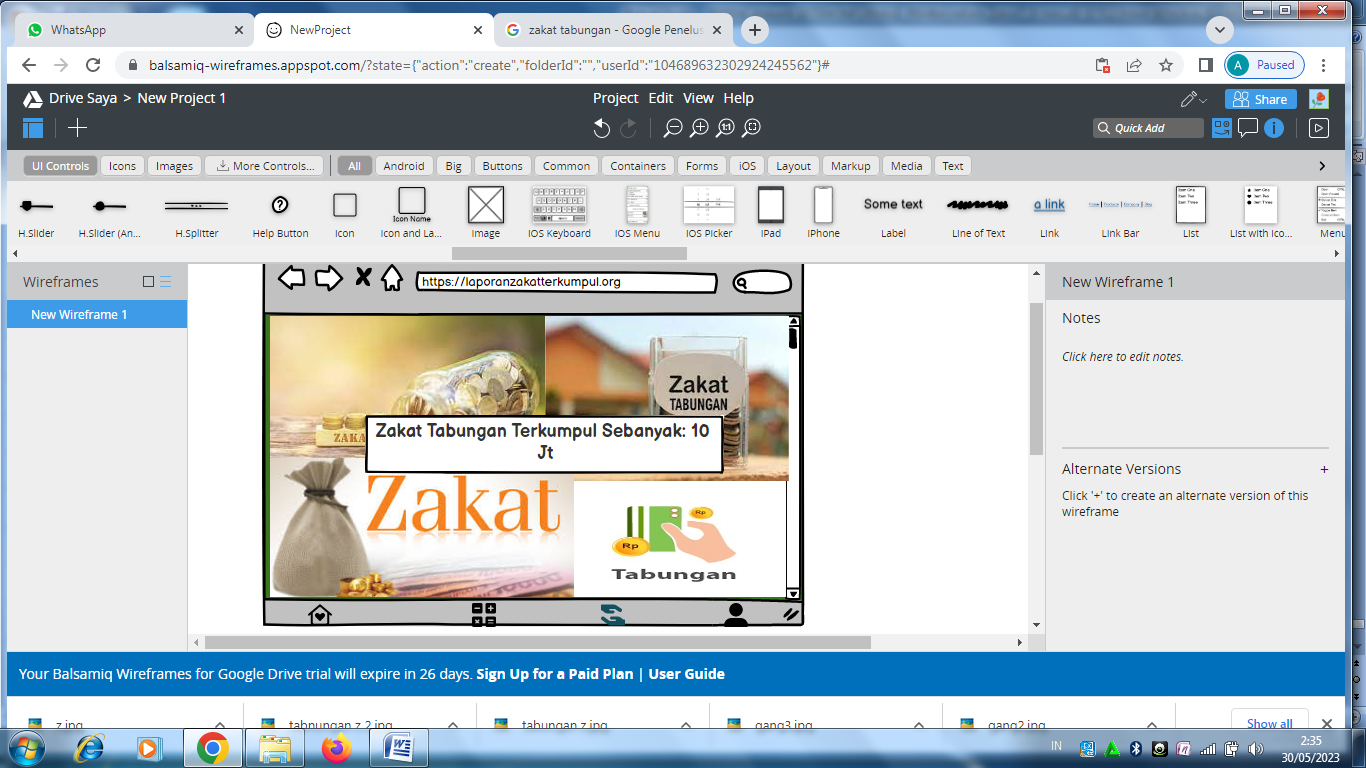 WhatsApp
NewProject
zakat tabungan - Google Penelus
balsamiq-wireframes.appspot.com/?state={"action":"create","folderId":"","userId":"104689632302924245562"}#
A Paused
Drive Saya > New Project 1
Project Edit View Help
Share
1:1
Quick Add
UI Controls Icons Images More Controls... All Android Big Buttons Common Containers Forms iOS Layout Markup Media Text
Icon Name
Some text
a link
H.Slider H.Slider (An... H.Splitter Help Button Icon Icon and La... Image iOS Keyboard iOS Menu iOS Picker iPad iPhone Label Line of Text Link Link Bar List List with Ico... Menu
Wireframes
New Wireframe 1
https://laporanzakatterkumpul.org
Zakat
TABUNGAN
ZAKA
Zakat Tabungan Terkumpul Sebanyak: 10
Jt
Zakat
Rp
Rp
Tabungan
New Wireframe 1
Notes
Click here to edit notes.
Alternate Versions +
Click '+' to create an alternate version of this
wireframe
Your Balsamiq Wireframes for Google Drive trial will expire in 26 days. Sign Up for a Paid Plan | User Guide
z.jpg
tabnungan z 2.jpg
tabungan z.jpg
gang3.jpg
gang2.jpg
Show all
IN
2:35
30/05/2023